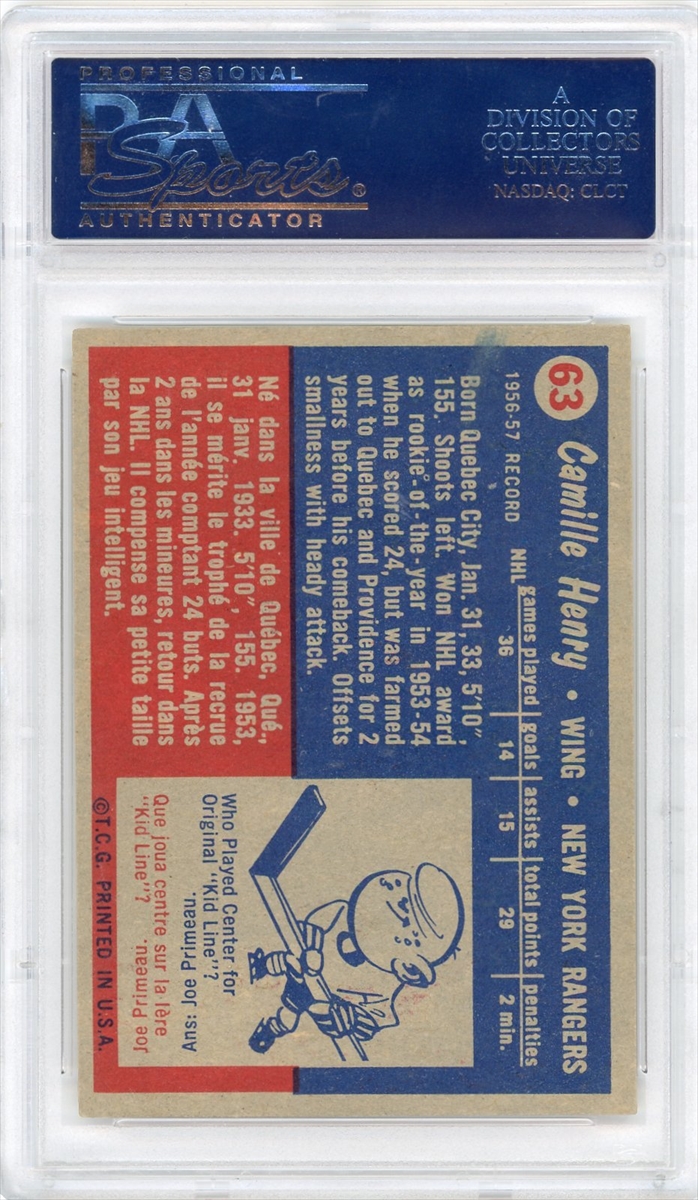 PROFESSIONAL
PSA
Sports®
AUTHENTICATOR
A
DIVISION OF
COLLECTORS
UNIVERSE
NASDAQ: CLCT
63 Camille Henry • WING • NEW YORK RANGERS
1956-57 RECORD
games played goals assists total points penalties
NHL 36 14 15 29 2 min.
Born Quebec City, Jan. 31, 33, 5'10",
155. Shoots left. Won NHL award
as rookie-of-the-year in 1953-54
when he scored 24, but was farmed
out to Quebec and Providence for 2
years before his comeback. Offsets
smallness with heady attack.
Né dans la ville de Québec, Qué.,
31 janv. 1933. 5'10", 155. 1953,
il se mérite le trophé de la recrue
de l'année comptant 24 buts. Après
2 ans dans les mineures, retour dans
la NHL. Il compense sa petite taille
par son jeu intelligent.
Who Played Center for
Original "Kid Line"?
Ans: Joe Primeau.
Que joua centre sur la lère
"Kid Line"? Joe Primeau.
©T.C.G. PRINTED IN U.S.A.